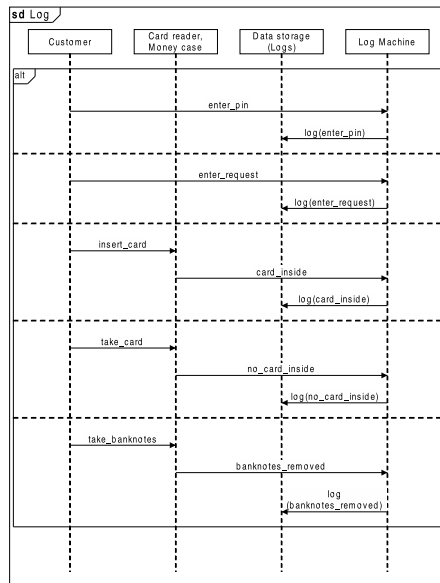 sd Log
Customer
Card reader,
Money case
Data storage
(Logs)
Log Machine
alt
enter_pin
log(enter_pin)
enter_request
log(enter_request)
insert_card
card_inside
log(card_inside)
take_card
no_card_inside
log(no_card_inside)
take_banknotes
banknotes_removed
log
(banknotes_removed)